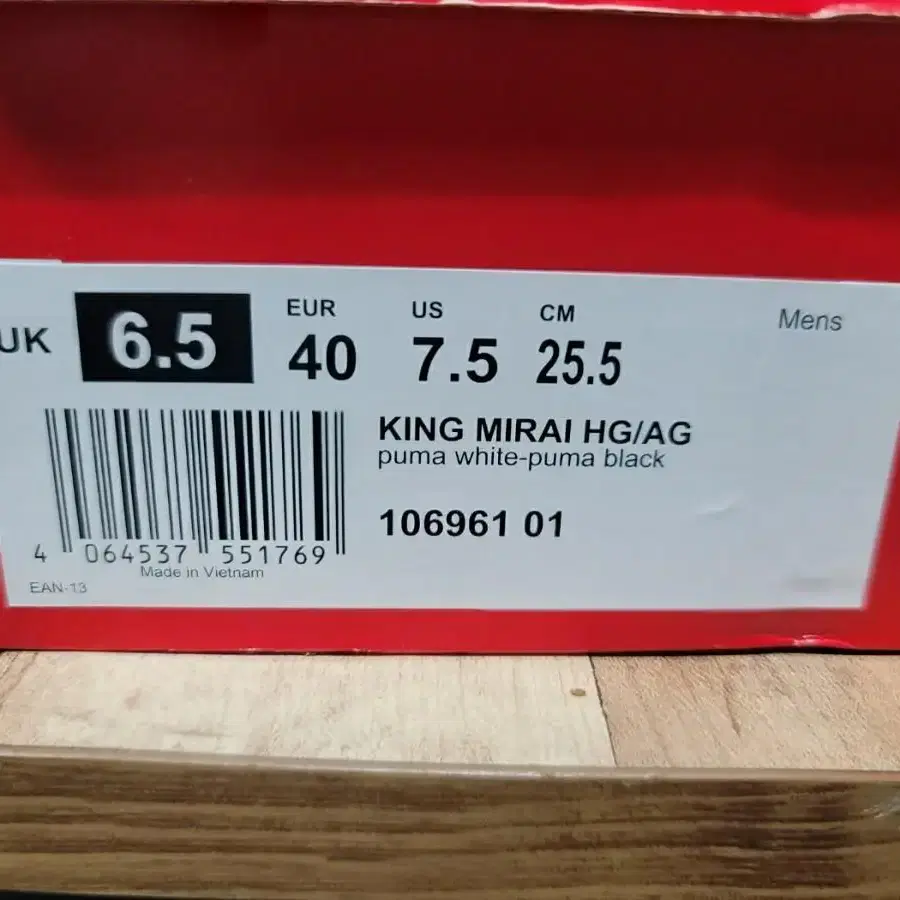 UK 6.5 EUR 40 US 7.5 CM 25.5 Mens
KING MIRAI HG/AG
puma white-puma black
106961 01
4 064537 551769
Made in Vietnam
EAN-13